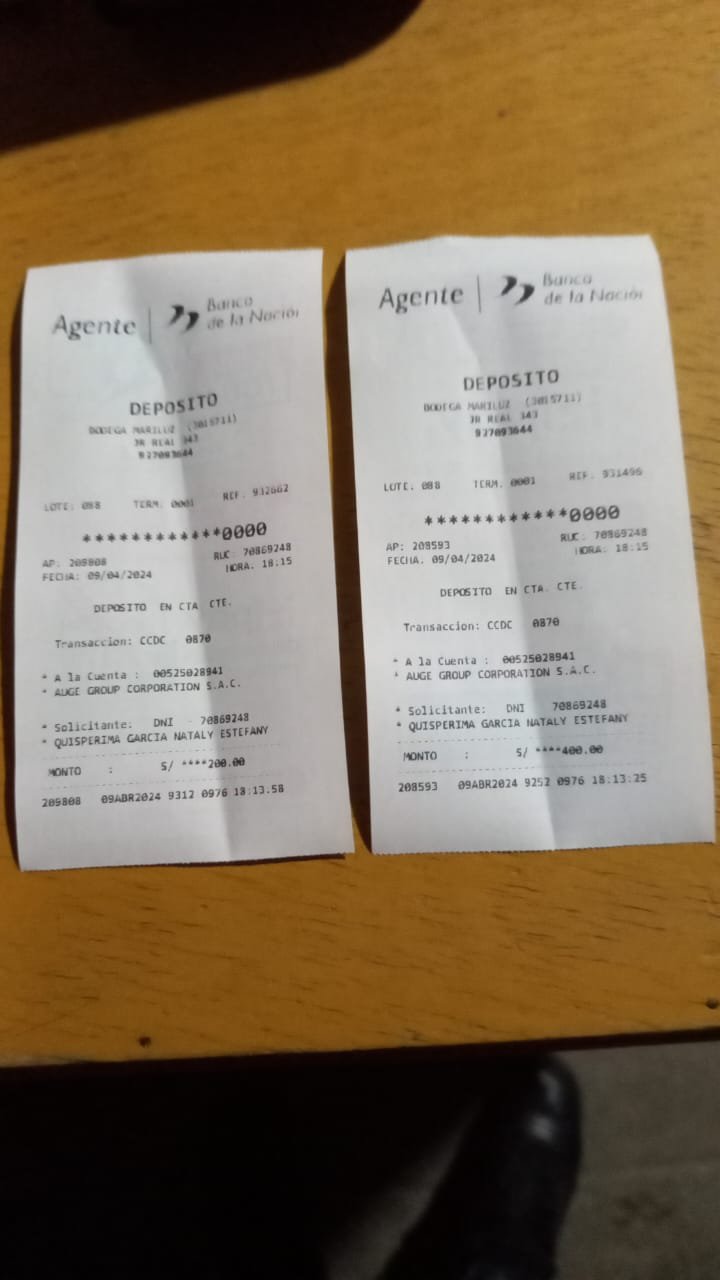 Agente | Banco
de la Nación
DEPOSITO
BODEGA MARILUZ (3015711)
JR REAL 343
927093644
LOTE: 088 TERM. 0001 REF. 932662
************0000
AP: 209808 RUC: 70869248
FECHA: 09/04/2024 HORA. 18:15
DEPOSITO EN CTA CTE.
Transaccion: CCDC 0870
* A la Cuenta : 00525028941
* AUGE GROUP CORPORATION S.A.C.
* Solicitante: DNI 70869248
* QUISPERIMA GARCIA NATALY ESTEFANY
MONTO : S/ ****200.00
209808 09ABR2024 9312 0976 18:13.58
Agente | Banco
de la Nación
DEPOSITO
BODEGA MARILUZ (3015711)
JR REAL 343
927093644
LOTE. 088 TERM. 0001 REF. 931496
************0000
AP: 208593 RUC: 70869248
FECHA. 09/04/2024 HORA: 18:15
DEPOSITO EN CTA. CTE.
Transaccion: CCDC 0870
* A la Cuenta : 00525028941
* AUGE GROUP CORPORATION S.A.C.
* Solicitante: DNI 70869248
* QUISPERIMA GARCIA NATALY ESTEFANY
MONTO : S/ ****400.00
208593 09ABR2024 9252 0976 18:13:25